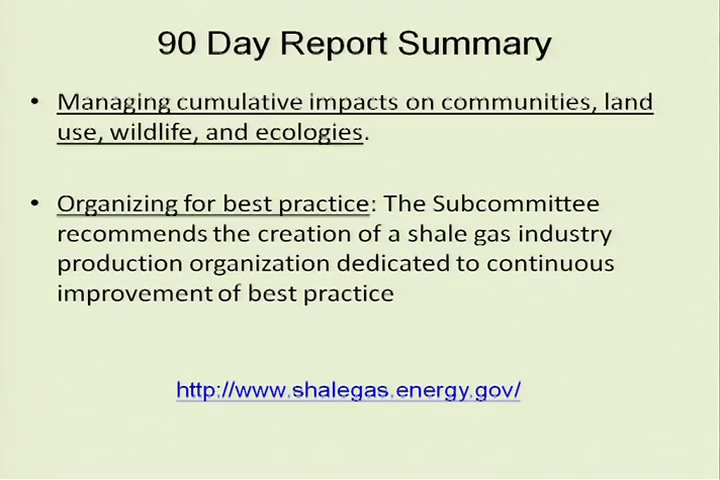 90 Day Report Summary
• Managing cumulative impacts on communities, land
use, wildlife, and ecologies.
• Organizing for best practice: The Subcommittee
recommends the creation of a shale gas industry
production organization dedicated to continuous
improvement of best practice
http://www.shalegas.energy.gov/